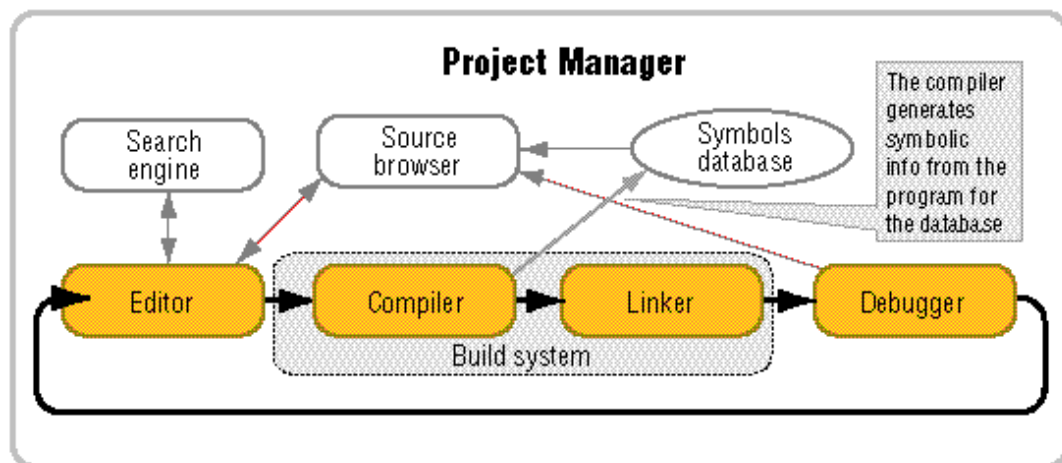 Project Manager
The compiler
generates
symbolic
info from the
program for
the database
Search
engine
Source
browser
Symbols
database
Editor
Compiler
Linker
Debugger
Build system